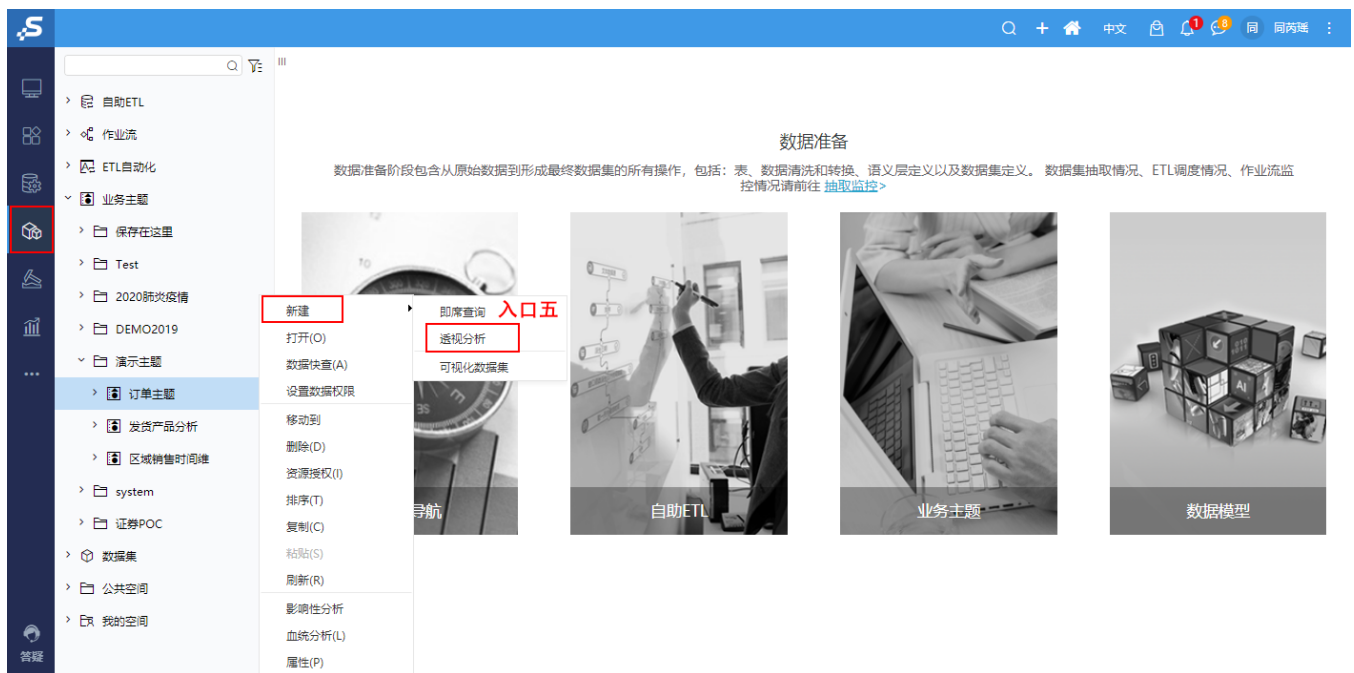 中文
1
8
同
同芮瑶
自助ETL
作业流
ETL自动化
业务主题
保存在这里
Test
2020肺炎疫情
DEMO2019
演示主题
订单主题
发货产品分析
区域销售时间维
system
证券POC
数据集
公共空间
我的空间
答疑
数据准备
数据准备阶段包含从原始数据到形成最终数据集的所有操作，包括：表、数据清洗和转换、语义层定义以及数据集定义。 数据集抽取情况、ETL调度情况、作业流监
控情况请前往 抽取监控>
新建
打开(O)
数据快查(A)
设置数据权限
移动到
删除(D)
资源授权(I)
排序(T)
复制(C)
粘贴(S)
刷新(R)
影响性分析
血统分析(L)
属性(P)
即席查询
入口五
透视分析
可视化数据集
导航
自助ETL
业务主题
数据模型